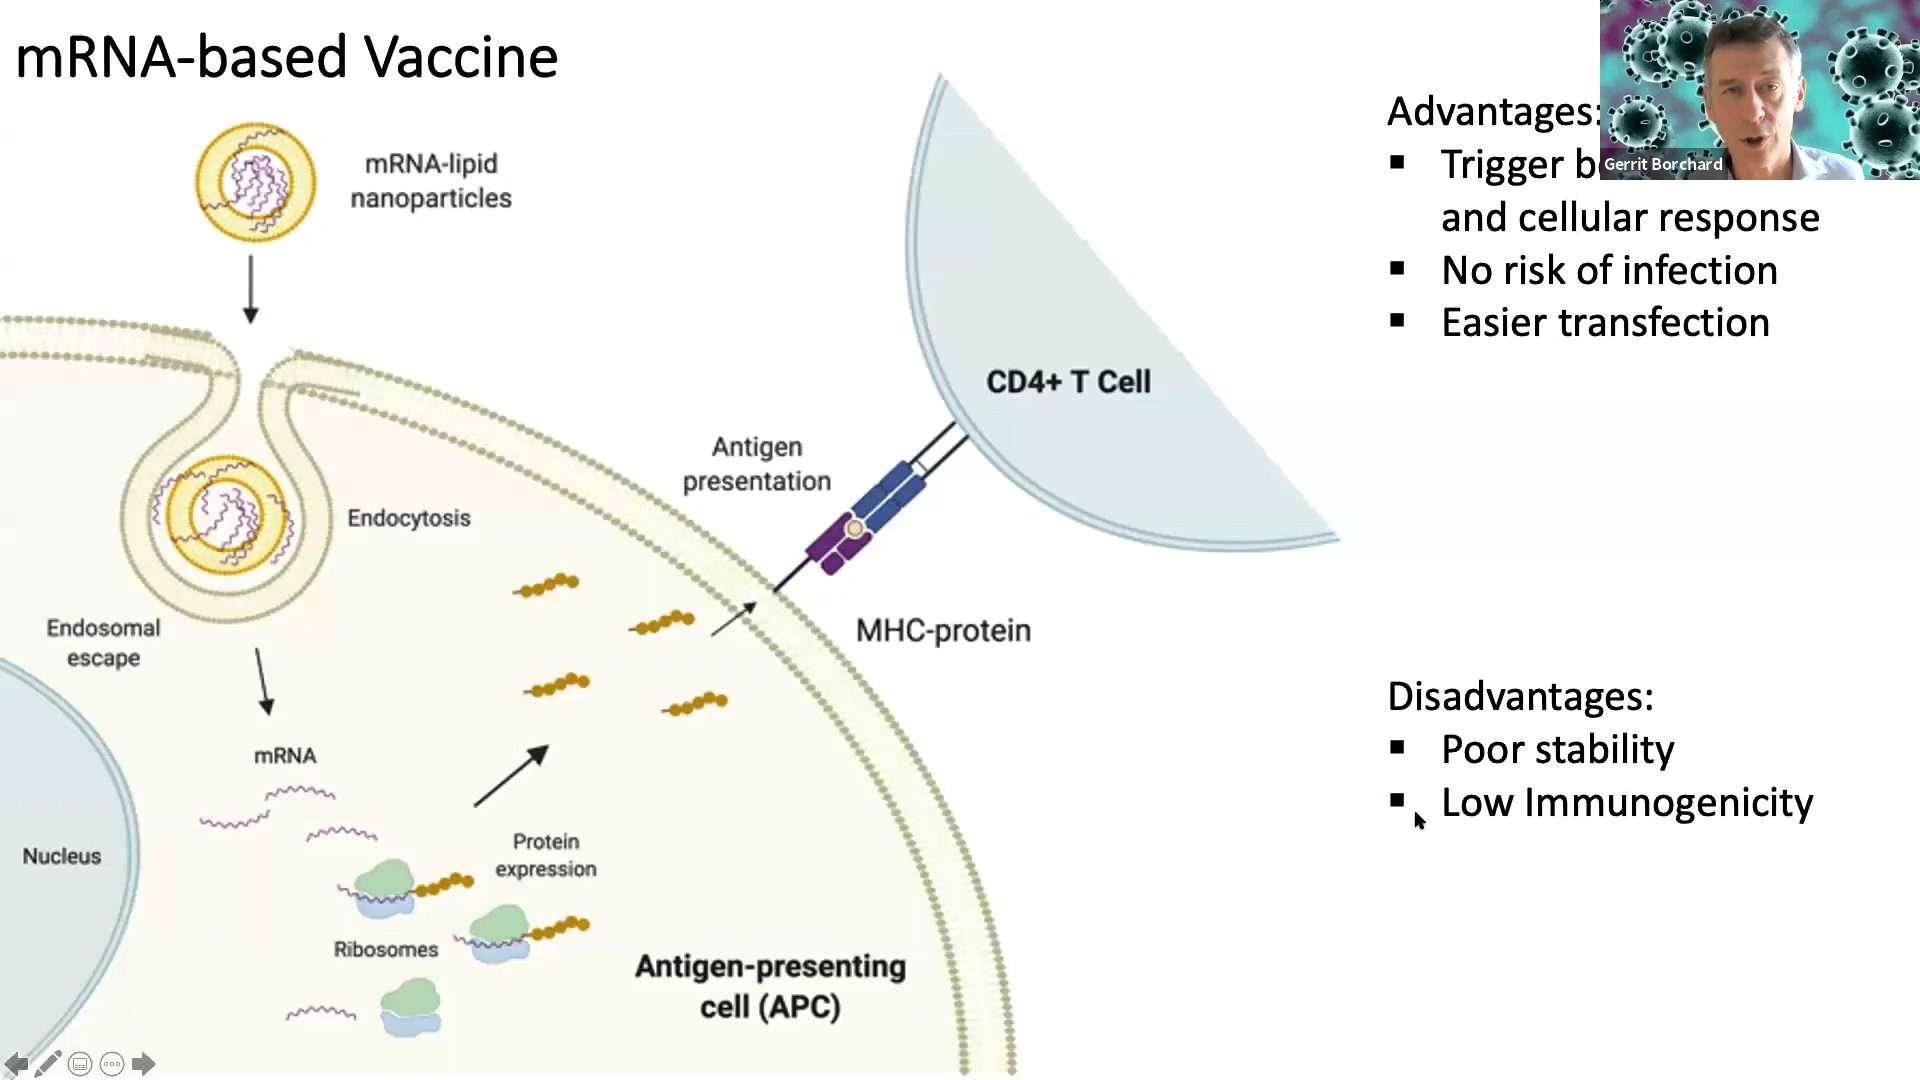 mRNA-based Vaccine
mRNA-lipid
nanoparticles
Endocytosis
Endosomal
escape
mRNA
Nucleus
Protein
expression
Ribosomes
Antigen-presenting
cell (APC)
Antigen
presentation
MHC-protein
CD4+ T Cell
Advantages:
Trigger
and cellular response
No risk of infection
Easier transfection
Gerrit Borchard
Disadvantages:
Poor stability
Low Immunogenicity